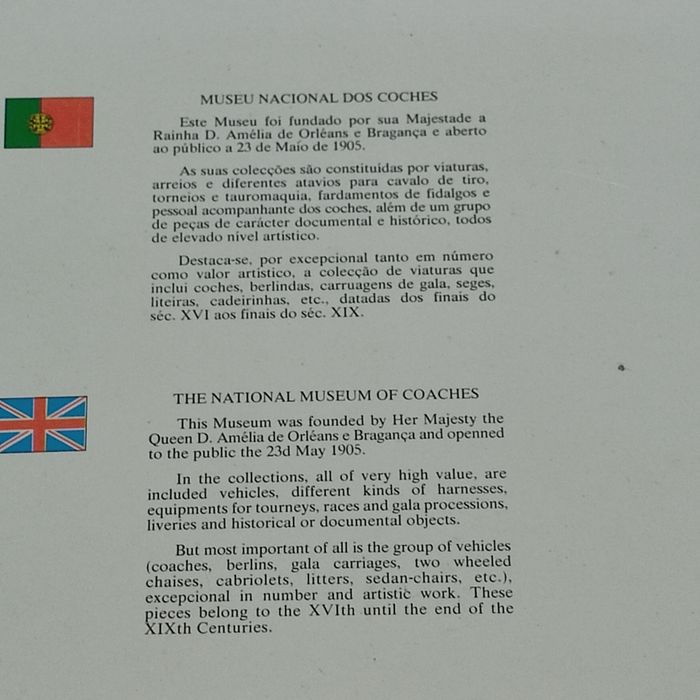 MUSEU NACIONAL DOS COCHES
Este Museu foi fundado por sua Majestade a
Rainha D. Amélia de Orléans e Bragança e aberto
ao público a 23 de Maio de 1905.
As suas colecções são constituídas por viaturas,
arreios e diferentes atavios para cavalo de tiro,
torneios e tauromaquia, fardamentos de fidalgos e
pessoal acompanhante dos coches, além de um grupo
de peças de carácter documental e histórico, todos
de elevado nível artístico.
Destaca-se, por excepcional tanto em número
como valor artístico, a colecção de viaturas que
inclui coches, berlindas, carruagens de gala, seges,
liteiras, cadeirinhas, etc., datadas dos finais do
séc. XVI aos finais do séc. XIX.
THE NATIONAL MUSEUM OF COACHES
This Museum was founded by Her Majesty the
Queen D. Amélia de Orléans e Bragança and openned
to the public the 23d May 1905.
In the collections, all of very high value, are
included vehicles, different kinds of harnesses,
equipments for tourneys, races and gala processions,
liveries and historical or documental objects.
But most important of all is the group of vehicles
(coaches, berlins, gala carriages, two wheeled
chaises, cabriolets, litters, sedan-chairs, etc.),
excepcional in number and artistic work. These
pieces belong to the XVIth until the end of the
XIXth Centuries.